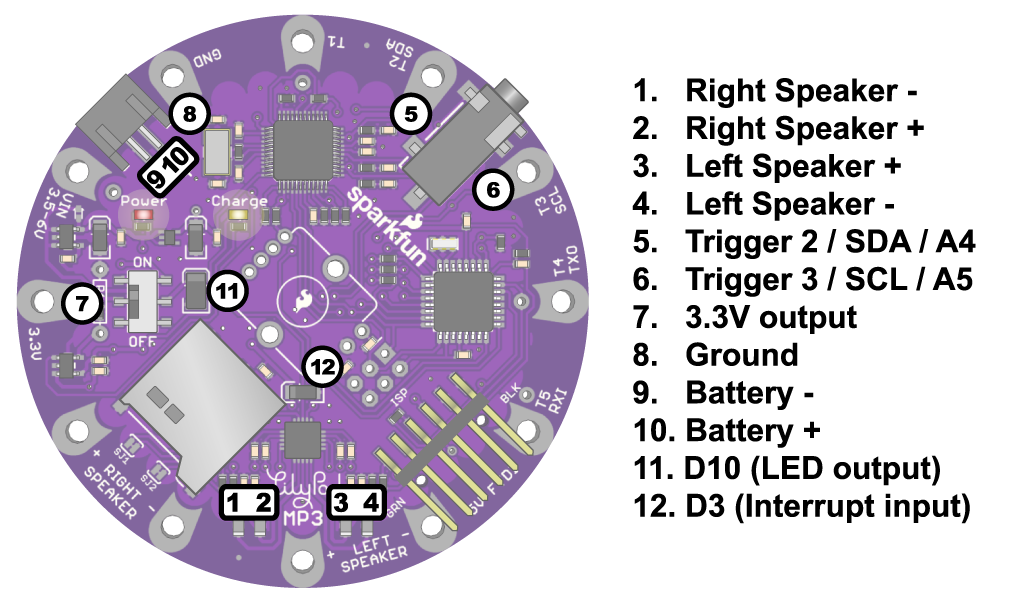 T1
T2
SDA
GND
8
5
9 10
6
T3
SCL
VIN
3.5-6V
Power
Charge
sparkfun
T4
TXO
ON
OFF
7
11
3.3V
12
ISP
BLK
T5
RXI
SJ1
SJ2
+ RIGHT -
SPEAKER
1 2
LilyPa
MP3
3 4
GRN
5V F D
+ LEFT -
SPEAKER
1. Right Speaker -
2. Right Speaker +
3. Left Speaker +
4. Left Speaker -
5. Trigger 2 / SDA / A4
6. Trigger 3 / SCL / A5
7. 3.3V output
8. Ground
9. Battery -
10. Battery +
11. D10 (LED output)
12. D3 (Interrupt input)